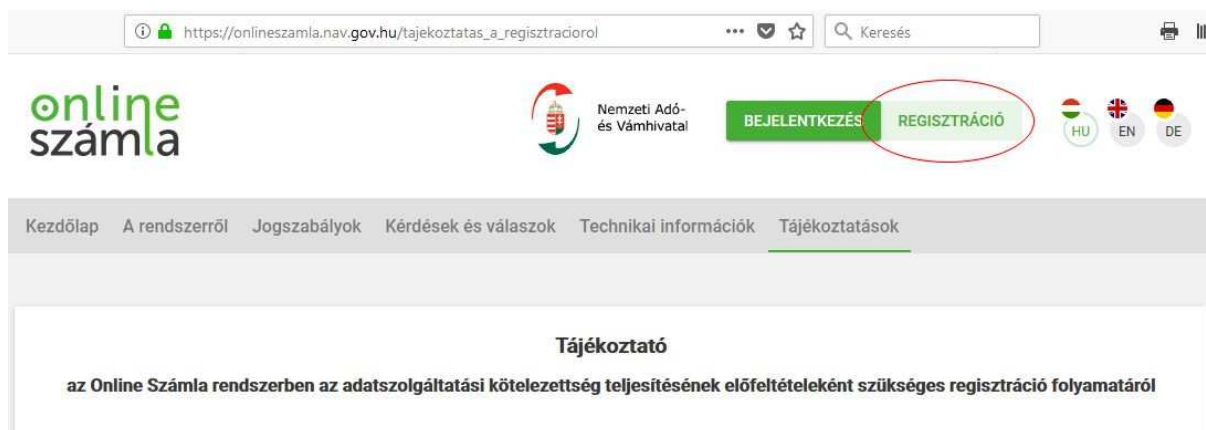 https://onlineszamla.nav.gov.hu/tajekoztatas_a_regisztraciorol
Keresés
online
számla
Nemzeti Adó-
és Vámhivatal
BEJELENTKEZÉS
REGISZTRÁCIÓ
HU
EN
DE
Kezdőlap
A rendszerről
Jogszabályok
Kérdések és válaszok
Technikai információk
Tájékoztatások
Tájékoztató
az Online Számla rendszerben az adatszolgáltatási kötelezettség teljesítésének előfeltételeként szükséges regisztráció folyamatáról